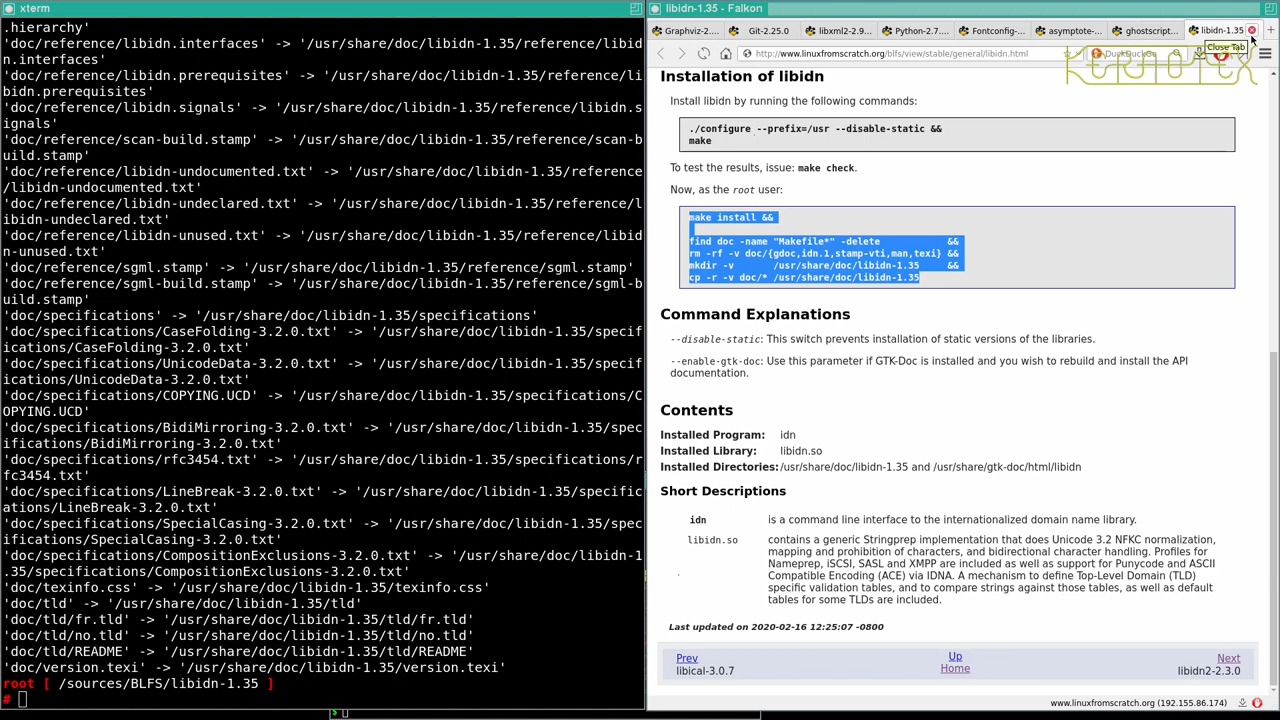 xterm
.hierarchy'
'doc/reference/libidn.interfaces' -> '/usr/share/doc/libidn-1.35/reference/libid
n.interfaces'
'doc/reference/libidn.prerequisites' -> '/usr/share/doc/libidn-1.35/reference/li
bidn.prerequisites'
'doc/reference/libidn.signals' -> '/usr/share/doc/libidn-1.35/reference/libidn.s
ignals'
'doc/reference/scan-build.stamp' -> '/usr/share/doc/libidn-1.35/reference/scan-b
uild.stamp'
'doc/reference/libidn-undocumented.txt' -> '/usr/share/doc/libidn-1.35/reference
/libidn-undocumented.txt'
'doc/reference/libidn-undeclared.txt' -> '/usr/share/doc/libidn-1.35/reference/l
ibidn-undeclared.txt'
'doc/reference/libidn-unused.txt' -> '/usr/share/doc/libidn-1.35/reference/libid
n-unused.txt'
'doc/reference/sgml.stamp' -> '/usr/share/doc/libidn-1.35/reference/sgml.stamp'
'doc/reference/sgml-build.stamp' -> '/usr/share/doc/libidn-1.35/reference/sgml-b
uild.stamp'
'doc/specifications' -> '/usr/share/doc/libidn-1.35/specifications'
'doc/specifications/CaseFolding-3.2.0.txt' -> '/usr/share/doc/libidn-1.35/specif
ications/CaseFolding-3.2.0.txt'
'doc/specifications/UnicodeData-3.2.0.txt' -> '/usr/share/doc/libidn-1.35/specif
ications/UnicodeData-3.2.0.txt'
'doc/specifications/COPYING.UCD' -> '/usr/share/doc/libidn-1.35/specifications/C
OPYING.UCD'
'doc/specifications/BidiMirroring-3.2.0.txt' -> '/usr/share/doc/libidn-1.35/spec
ifications/BidiMirroring-3.2.0.txt'
'doc/specifications/rfc3454.txt' -> '/usr/share/doc/libidn-1.35/specifications/r
fc3454.txt'
'doc/specifications/LineBreak-3.2.0.txt' -> '/usr/share/doc/libidn-1.35/specific
ations/LineBreak-3.2.0.txt'
'doc/specifications/SpecialCasing-3.2.0.txt' -> '/usr/share/doc/libidn-1.35/spec
ifications/SpecialCasing-3.2.0.txt'
'doc/specifications/CompositionExclusions-3.2.0.txt' -> '/usr/share/doc/libidn-1
.35/specifications/CompositionExclusions-3.2.0.txt'
'doc/texinfo.css' -> '/usr/share/doc/libidn-1.35/texinfo.css'
'doc/tld' -> '/usr/share/doc/libidn-1.35/tld'
'doc/tld/fr.tld' -> '/usr/share/doc/libidn-1.35/tld/fr.tld'
'doc/tld/no.tld' -> '/usr/share/doc/libidn-1.35/tld/no.tld'
'doc/tld/README' -> '/usr/share/doc/libidn-1.35/tld/README'
'doc/version.texi' -> '/usr/share/doc/libidn-1.35/version.texi'
root [ /sources/BLFS/libidn-1.35 ]
#
$
libidn-1.35 - Falkon
Graphviz-2.... Git-2.25.0 libxml2-2.9... Python-2.7.... Fontconfig-... asymptote-... ghostscript... libidn-1.35
Close Tab
http://www.linuxfromscratch.org/blfs/view/stable/general/libidn.html DuckDuckGo
KERNOTEX
Installation of libidn
Install libidn by running the following commands:
./configure --prefix=/usr --disable-static &&
make
To test the results, issue: make check.
Now, as the root user:
make install &&
find doc -name "Makefile*" -delete &&
rm -rf -v doc/{gdoc,idn.1,stamp-vti,man,texi} &&
mkdir -v /usr/share/doc/libidn-1.35 &&
cp -r -v doc/* /usr/share/doc/libidn-1.35
Command Explanations
--disable-static: This switch prevents installation of static versions of the libraries.
--enable-gtk-doc: Use this parameter if GTK-Doc is installed and you wish to rebuild and install the API
documentation.
Contents
Installed Program: idn
Installed Library: libidn.so
Installed Directories: /usr/share/doc/libidn-1.35 and /usr/share/gtk-doc/html/libidn
Short Descriptions
idn is a command line interface to the internationalized domain name library.
libidn.so contains a generic Stringprep implementation that does Unicode 3.2 NFKC normalization,
mapping and prohibition of characters, and bidirectional character handling. Profiles for
Nameprep, iSCSI, SASL and XMPP are included as well as support for Punycode and ASCII
Compatible Encoding (ACE) via IDNA. A mechanism to define Top-Level Domain (TLD)
specific validation tables, and to compare strings against those tables, as well as default
tables for some TLDs are included.
Last updated on 2020-02-16 12:25:07 -0800
Prev Up Next
libical-3.0.7 Home libidn2-2.3.0
www.linuxfromscratch.org (192.155.86.174)